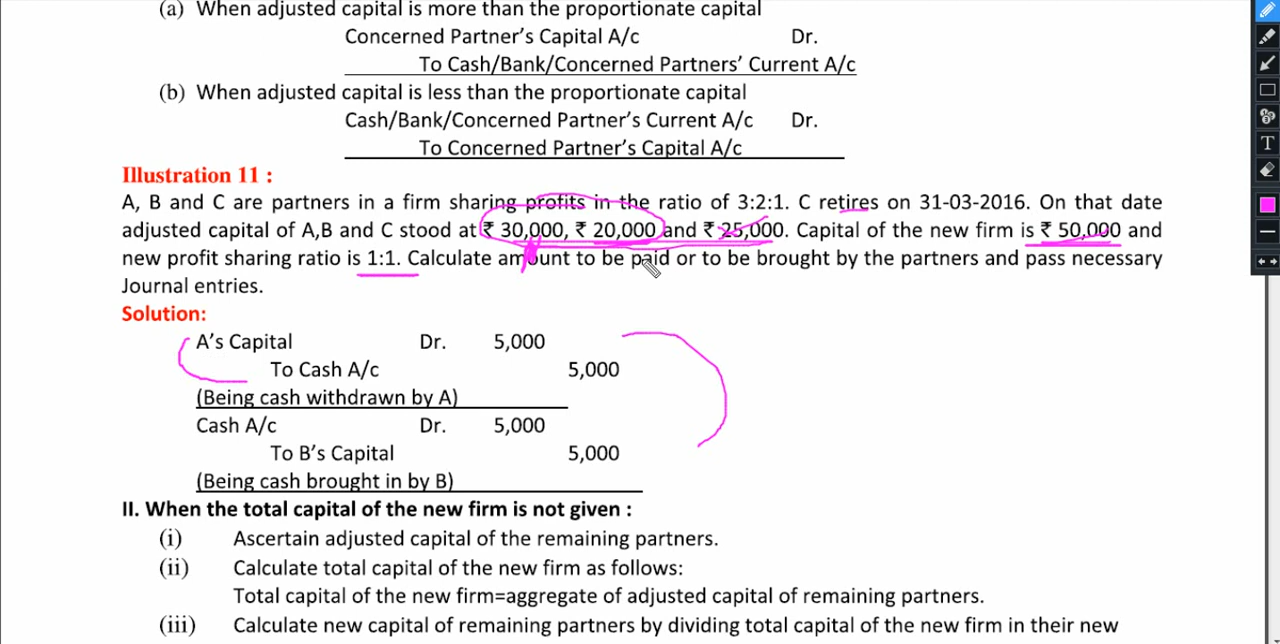 (a) When adjusted capital is more than the proportionate capital
Concerned Partner's Capital A/c Dr.
To Cash/Bank/Concerned Partners' Current A/c
(b) When adjusted capital is less than the proportionate capital
Cash/Bank/Concerned Partner's Current A/c Dr.
To Concerned Partner's Capital A/c
Illustration 11 :
A, B and C are partners in a firm sharing profits in the ratio of 3:2:1. C retires on 31-03-2016. On that date
adjusted capital of A,B and C stood at ₹ 30,000, ₹ 20,000 and ₹ 25,000. Capital of the new firm is ₹ 50,000 and
new profit sharing ratio is 1:1. Calculate amount to be paid or to be brought by the partners and pass necessary
Journal entries.
Solution:
A's Capital Dr. 5,000
To Cash A/c 5,000
(Being cash withdrawn by A)
Cash A/c Dr. 5,000
To B's Capital 5,000
(Being cash brought in by B)
II. When the total capital of the new firm is not given :
(i) Ascertain adjusted capital of the remaining partners.
(ii) Calculate total capital of the new firm as follows:
Total capital of the new firm=aggregate of adjusted capital of remaining partners.
(iii) Calculate new capital of remaining partners by dividing total capital of the new firm in their new
T